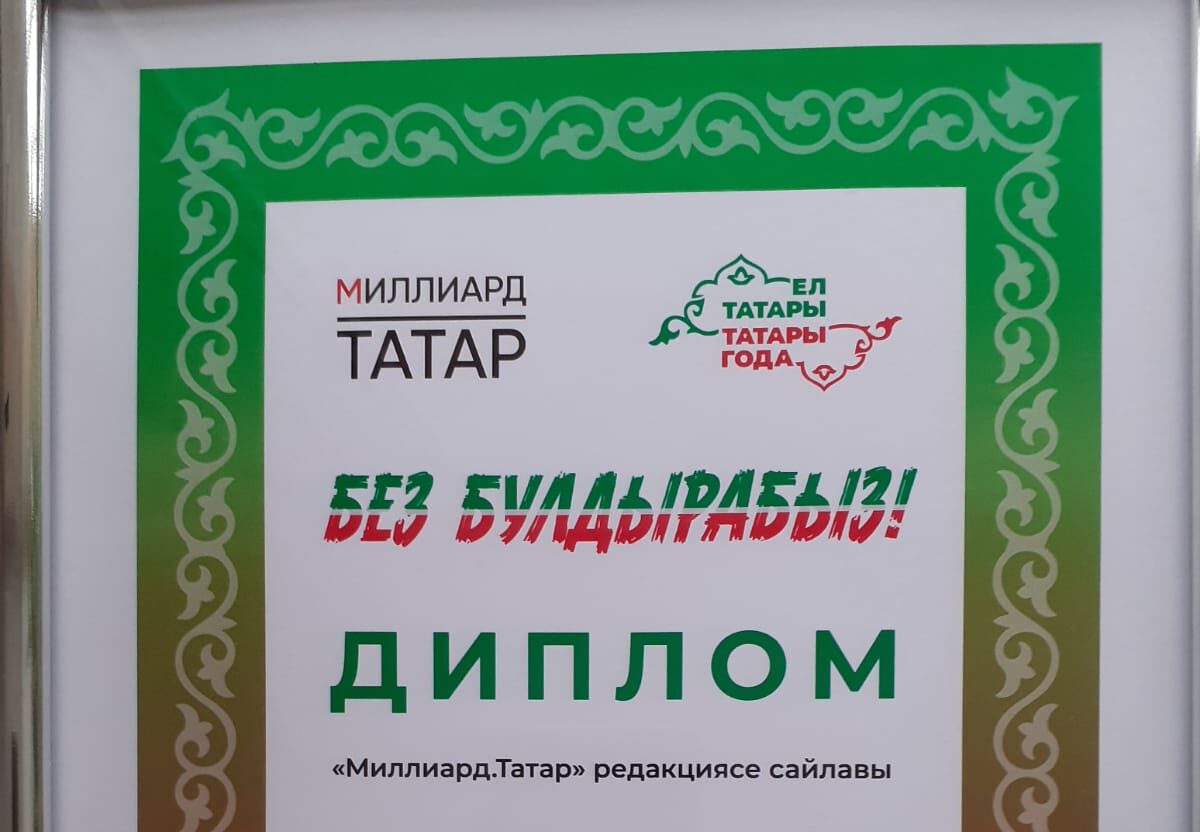 МИЛЛИАРД
ТАТАР
ЕЛ
ТАТАРЫ
ТАТАРЫ
ГОДА
БЕЗ БУЛДЫРАБЫЗ!
ДИПЛОМ
«Миллиард.Татар» редакциясе сайлавы